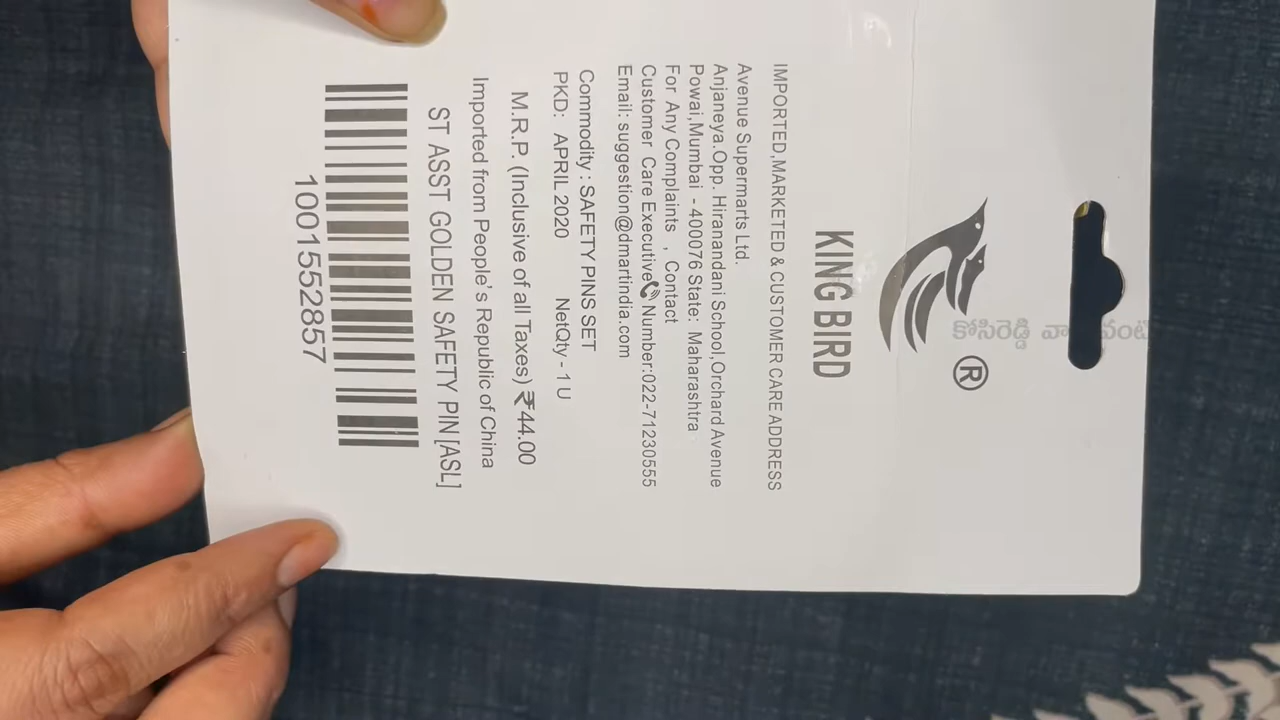 ®
KING BIRD
IMPORTED,MARKETED & CUSTOMER CARE ADDRESS
Avenue Supermarts Ltd.
Anjaneya.Opp. Hiranandani School,Orchard Avenue
Powai,Mumbai - 400076 State: Maharashtra
For Any Complaints , Contact
Customer Care Executive Number:022-71230555
Email: suggestion@dmartindia.com
Commodity : SAFETY PINS SET
PKD: APRIL 2020 NetQty - 1 U
M.R.P. (Inclusive of all Taxes) ₹44.00
Imported from People's Republic of China
ST ASST GOLDEN SAFETY PIN [ASL]
1001552857
కోసిరెడ్డి వా